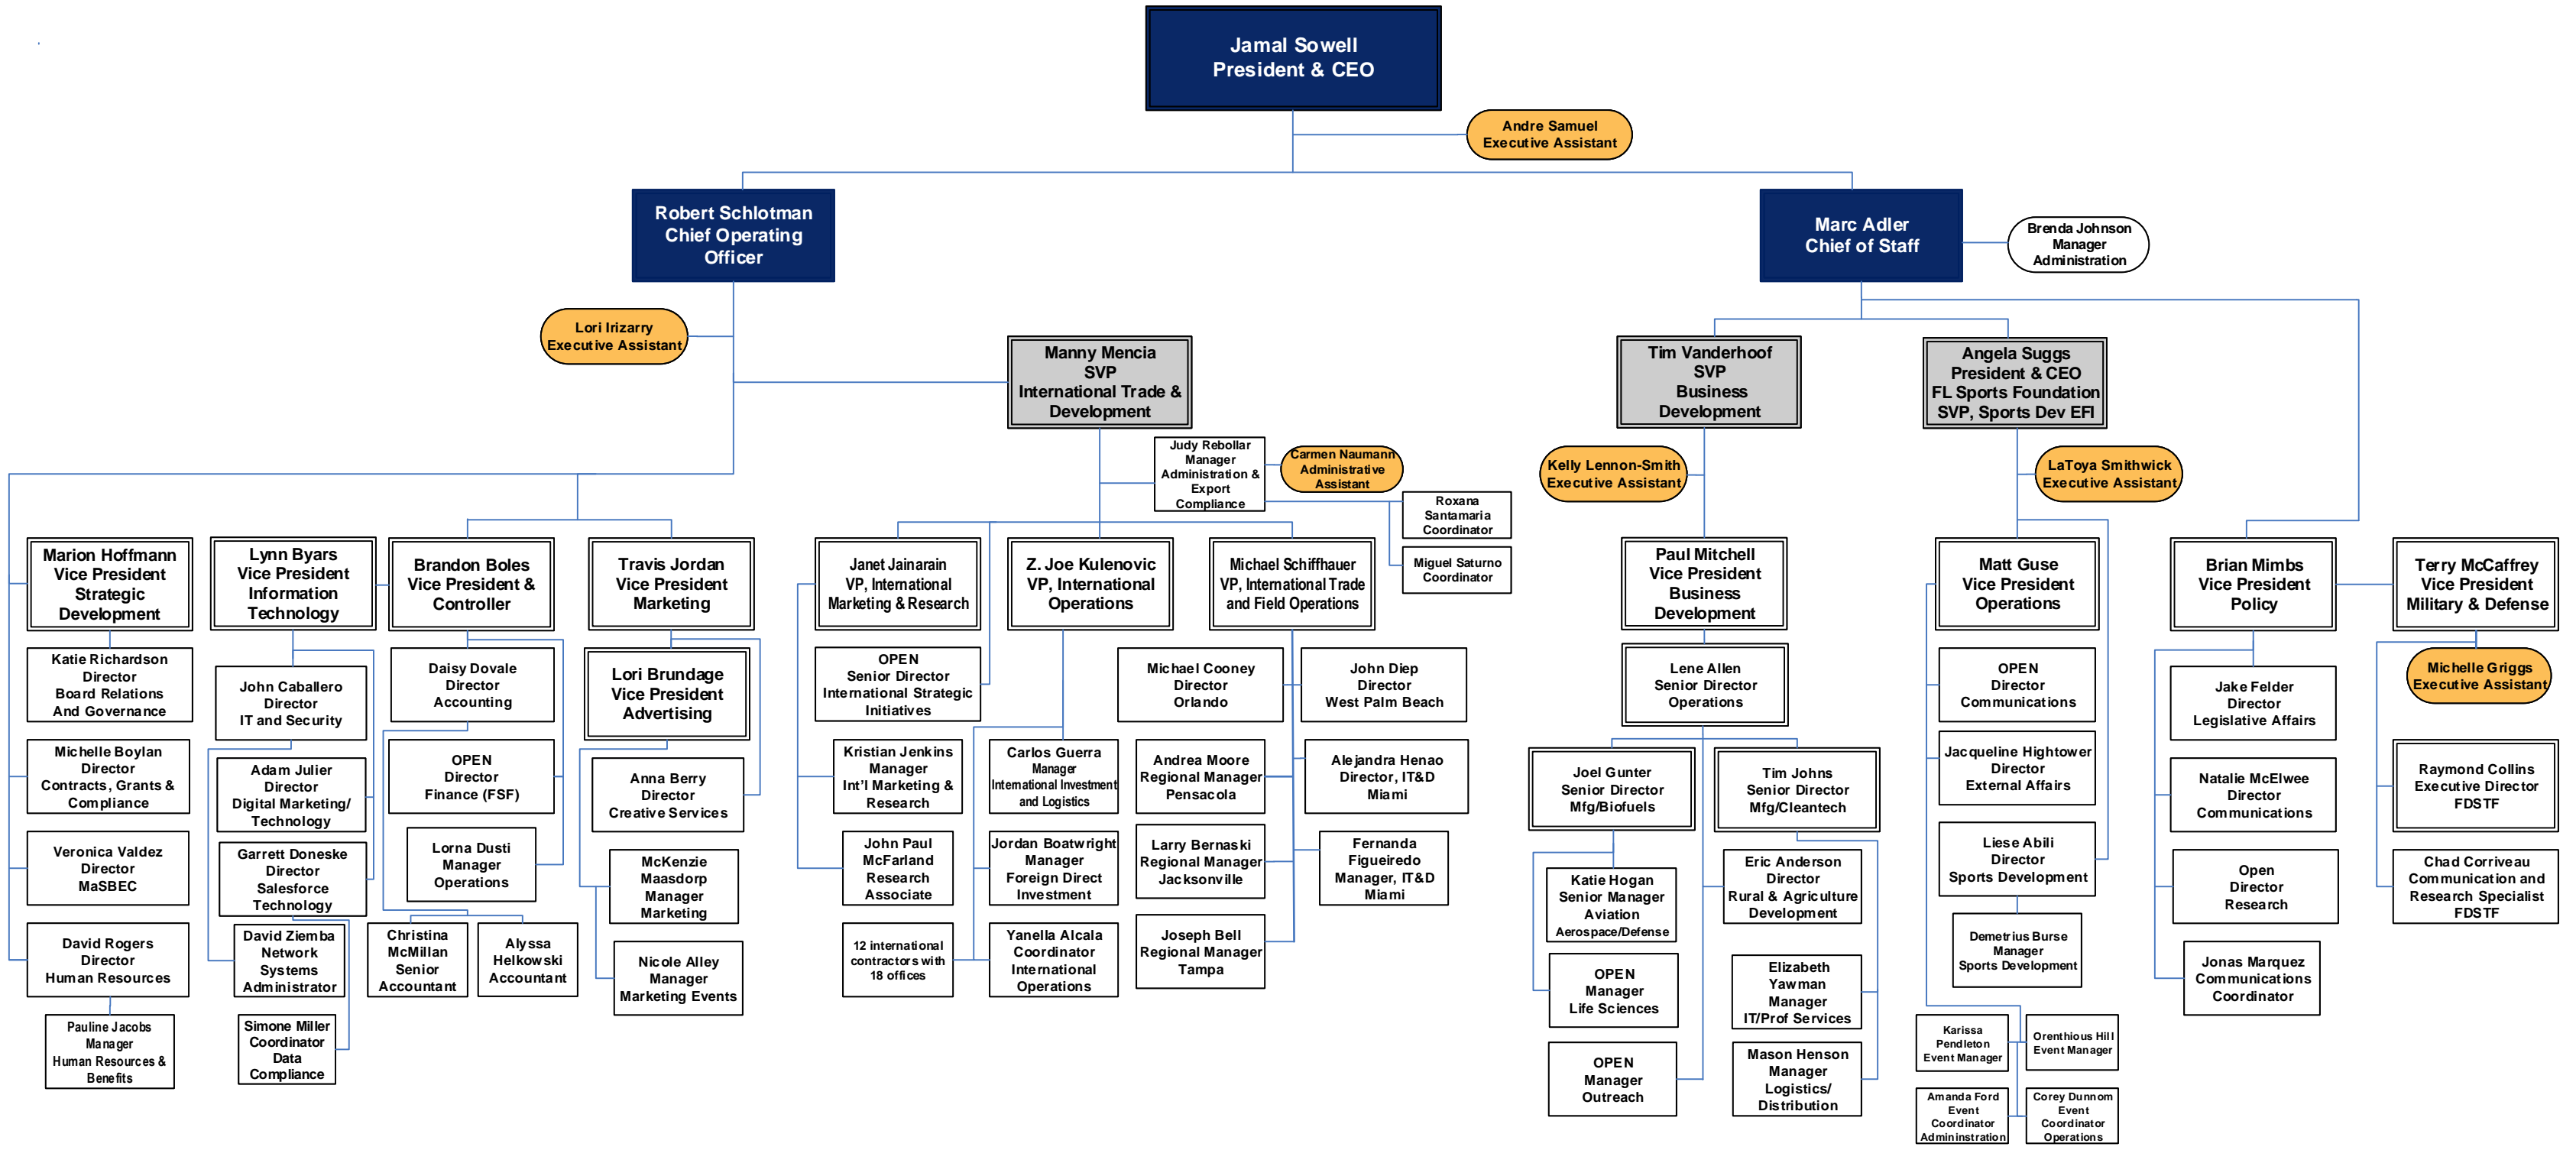 Jamal Sowell
President & CEO
Andre Samuel
Executive Assistant
Robert Schlotman
Chief Operating
Officer
Marc Adler
Chief of Staff
Brenda Johnson
Manager
Administration
Lori Irizarry
Executive Assistant
Manny Mencia
SVP
International Trade &
Development
Tim Vanderhoof
SVP
Business
Development
Angela Suggs
President & CEO
FL Sports Foundation
SVP, Sports Dev EFI
Judy Rebollar
Manager
Administration &
Export
Compliance
Carmen Naumann
Administrative
Assistant
Roxana
Santamaria
Coordinator
Miguel Saturno
Coordinator
Kelly Lennon-Smith
Executive Assistant
LaToya Smithwick
Executive Assistant
Marion Hoffmann
Vice President
Strategic
Development
Lynn Byars
Vice President
Information
Technology
Brandon Boles
Vice President &
Controller
Travis Jordan
Vice President
Marketing
Janet Jainarain
VP, International
Marketing & Research
Z. Joe Kulenovic
VP, International
Operations
Michael Schiffhauer
VP, International Trade
and Field Operations
Paul Mitchell
Vice President
Business
Development
Matt Guse
Vice President
Operations
Brian Mimbs
Vice President
Policy
Terry McCaffrey
Vice President
Military & Defense
Katie Richardson
Director
Board Relations
And Governance
John Caballero
Director
IT and Security
Daisy Dovale
Director
Accounting
Lori Brundage
Vice President
Advertising
OPEN
Senior Director
International Strategic
Initiatives
Michael Cooney
Director
Orlando
John Diep
Director
West Palm Beach
Lene Allen
Senior Director
Operations
OPEN
Director
Communications
Jake Felder
Director
Legislative Affairs
Michelle Griggs
Executive Assistant
Michelle Boylan
Director
Contracts, Grants &
Compliance
Adam Julier
Director
Digital Marketing/
Technology
OPEN
Director
Finance (FSF)
Anna Berry
Director
Creative Services
Kristian Jenkins
Manager
Int'l Marketing &
Research
Carlos Guerra
Manager
International Investment
and Logistics
Andrea Moore
Regional Manager
Pensacola
Alejandra Henao
Director, IT&D
Miami
Joel Gunter
Senior Director
Mfg/Biofuels
Tim Johns
Senior Director
Mfg/Cleantech
Jacqueline Hightower
Director
External Affairs
Natalie McElwee
Director
Communications
Raymond Collins
Executive Director
FDSTF
Veronica Valdez
Director
MaSBEC
Garrett Doneske
Director
Salesforce
Technology
Lorna Dusti
Manager
Operations
McKenzie
Maasdorp
Manager
Marketing
John Paul
McFarland
Research
Associate
Jordan Boatwright
Manager
Foreign Direct
Investment
Larry Bernaski
Regional Manager
Jacksonville
Fernanda
Figueiredo
Manager, IT&D
Miami
Katie Hogan
Senior Manager
Aviation
Aerospace/Defense
Eric Anderson
Director
Rural & Agriculture
Development
Liese Abili
Director
Sports Development
Open
Director
Research
Chad Corriveau
Communication and
Research Specialist
FDSTF
David Rogers
Director
Human Resources
David Ziemba
Network
Systems
Administrator
Christina
McMillan
Senior
Accountant
Alyssa
Helkowski
Accountant
Nicole Alley
Manager
Marketing Events
12 international
contractors with
18 offices
Yanella Alcala
Coordinator
International
Operations
Joseph Bell
Regional Manager
Tampa
OPEN
Manager
Life Sciences
Elizabeth
Yawman
Manager
IT/Prof Services
Demetrius Burse
Manager
Sports Development
Jonas Marquez
Communications
Coordinator
Pauline Jacobs
Manager
Human Resources &
Benefits
Simone Miller
Coordinator
Data
Compliance
OPEN
Manager
Outreach
Mason Henson
Manager
Logistics/
Distribution
Karissa
Pendleton
Event Manager
Orenthious Hill
Event Manager
Amanda Ford
Event
Coordinator
Admininstration
Corey Dunnom
Event
Coordinator
Operations